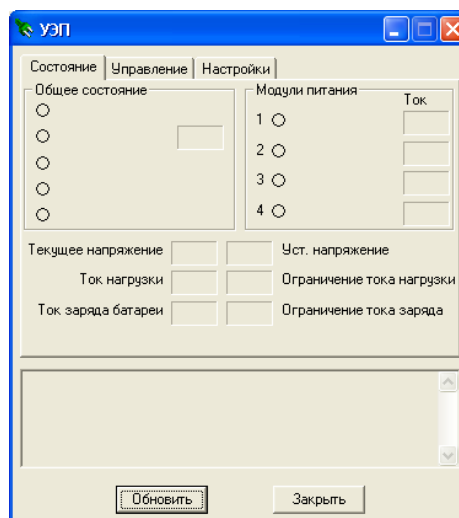 УЭП
Состояние Управление Настройки
Общее состояние
Модули питания
Ток
1
2
3
4
Текущее напряжение Уст. напряжение
Ток нагрузки Ограничение тока нагрузки
Ток заряда батареи Ограничение тока заряда
Обновить Закрыть